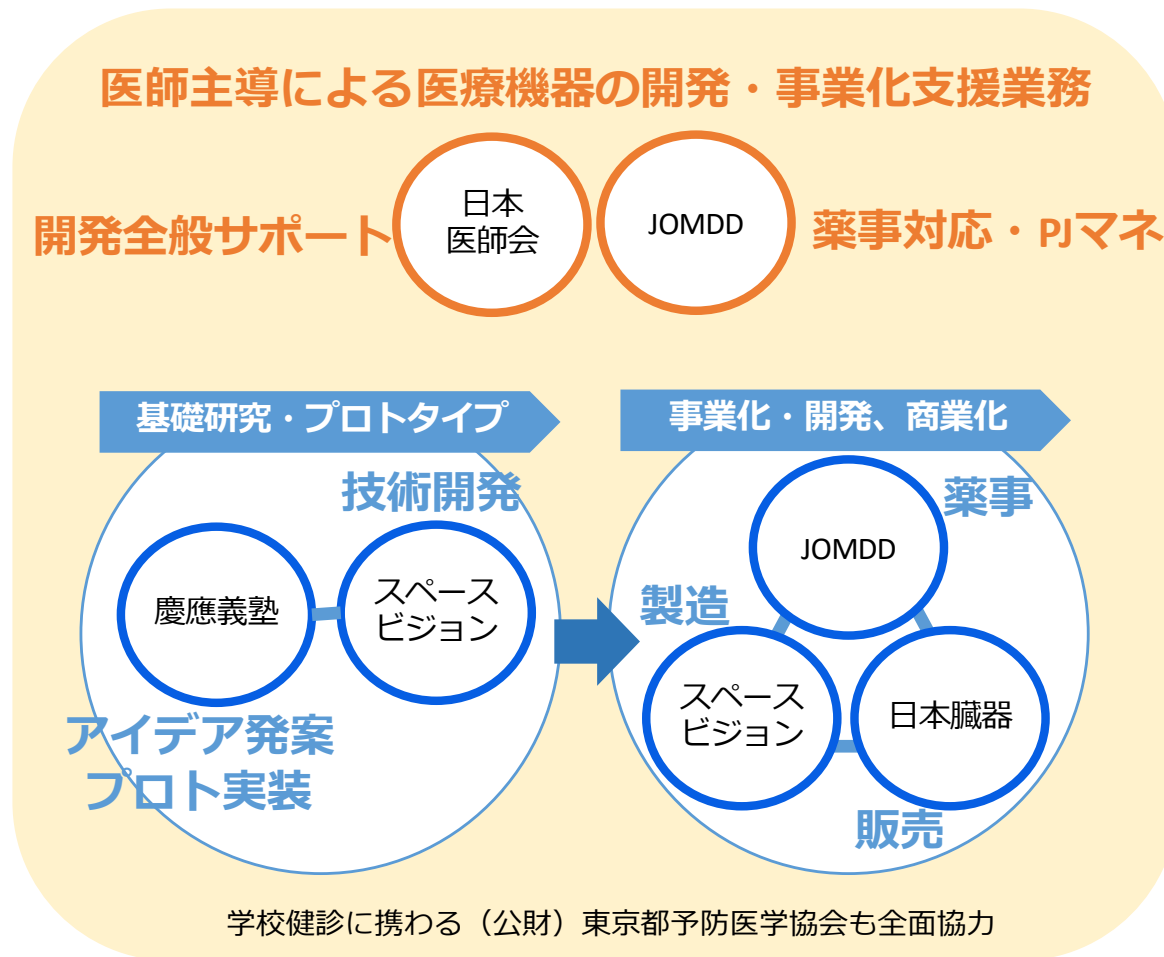 医師主導による医療機器の開発・事業化支援業務
開発全般サポート
日本
医師会
JOMDD
薬事対応・PJマネ
基礎研究・プロトタイプ
技術開発
慶應義塾
スペース
ビジョン
アイデア発案
プロト実装
事業化・開発、商業化
薬事
JOMDD
製造
スペース
ビジョン
日本臓器
販売
学校健診に携わる（公財）東京都予防医学協会も全面協力